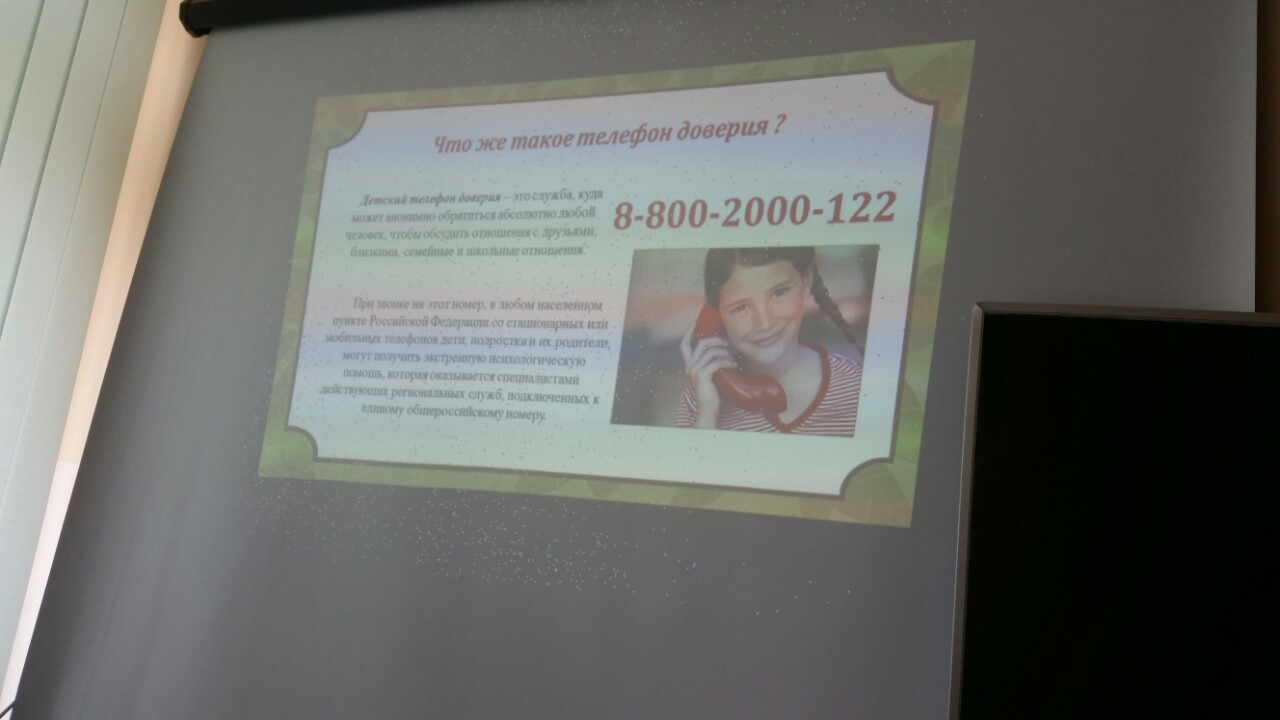 Что же такое телефон доверия ?
Детский телефон доверия – это служба, куда
может анонимно обратиться абсолютно любой
человек, чтобы обсудить отношения с друзьями,
близкими, семейные и школьные отношения.
8-800-2000-122
При звонке на этот номер, в любом населенном
пункте Российской Федерации со стационарных или
мобильных телефонов дети, подростки и их родители,
могут получить экстренную психологическую
помощь, которая оказывается специалистами
действующих региональных служб, подключенных к
единому общероссийскому номеру.